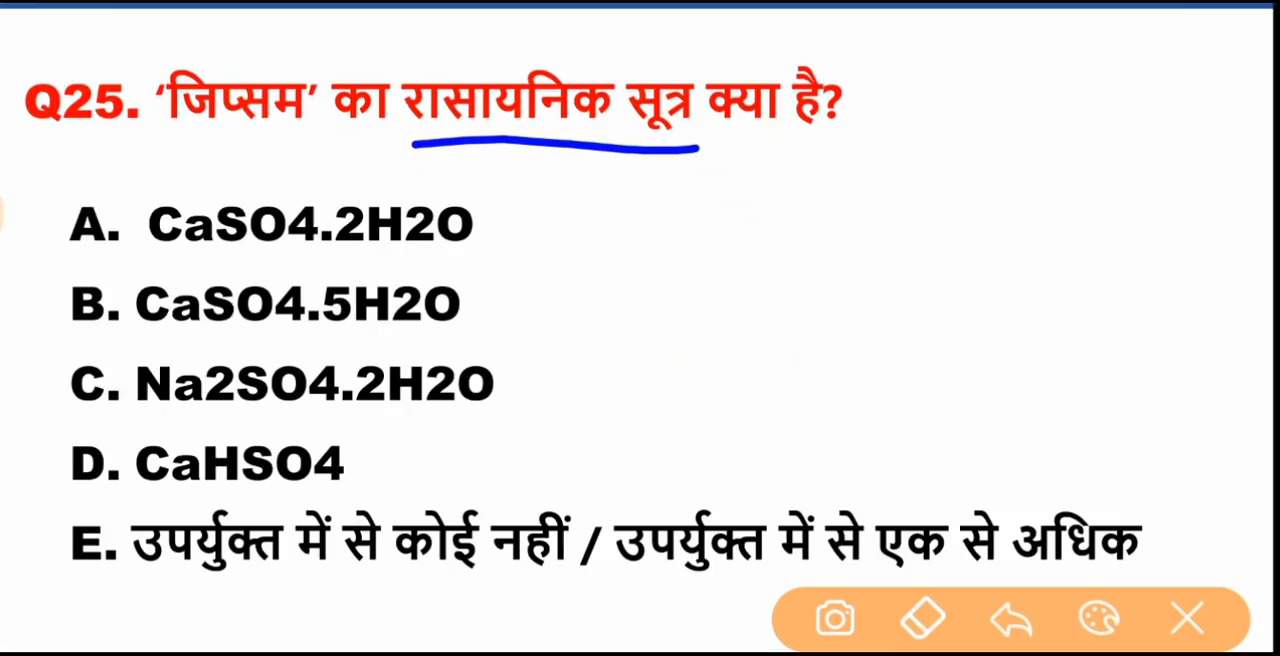 Q25. ‘जिप्सम’ का रासायनिक सूत्र क्या है?
A. CaSO4.2H2O
B. CaSO4.5H2O
C. Na2SO4.2H2O
D. CaHSO4
E. उपर्युक्त में से कोई नहीं / उपर्युक्त में से एक से अधिक